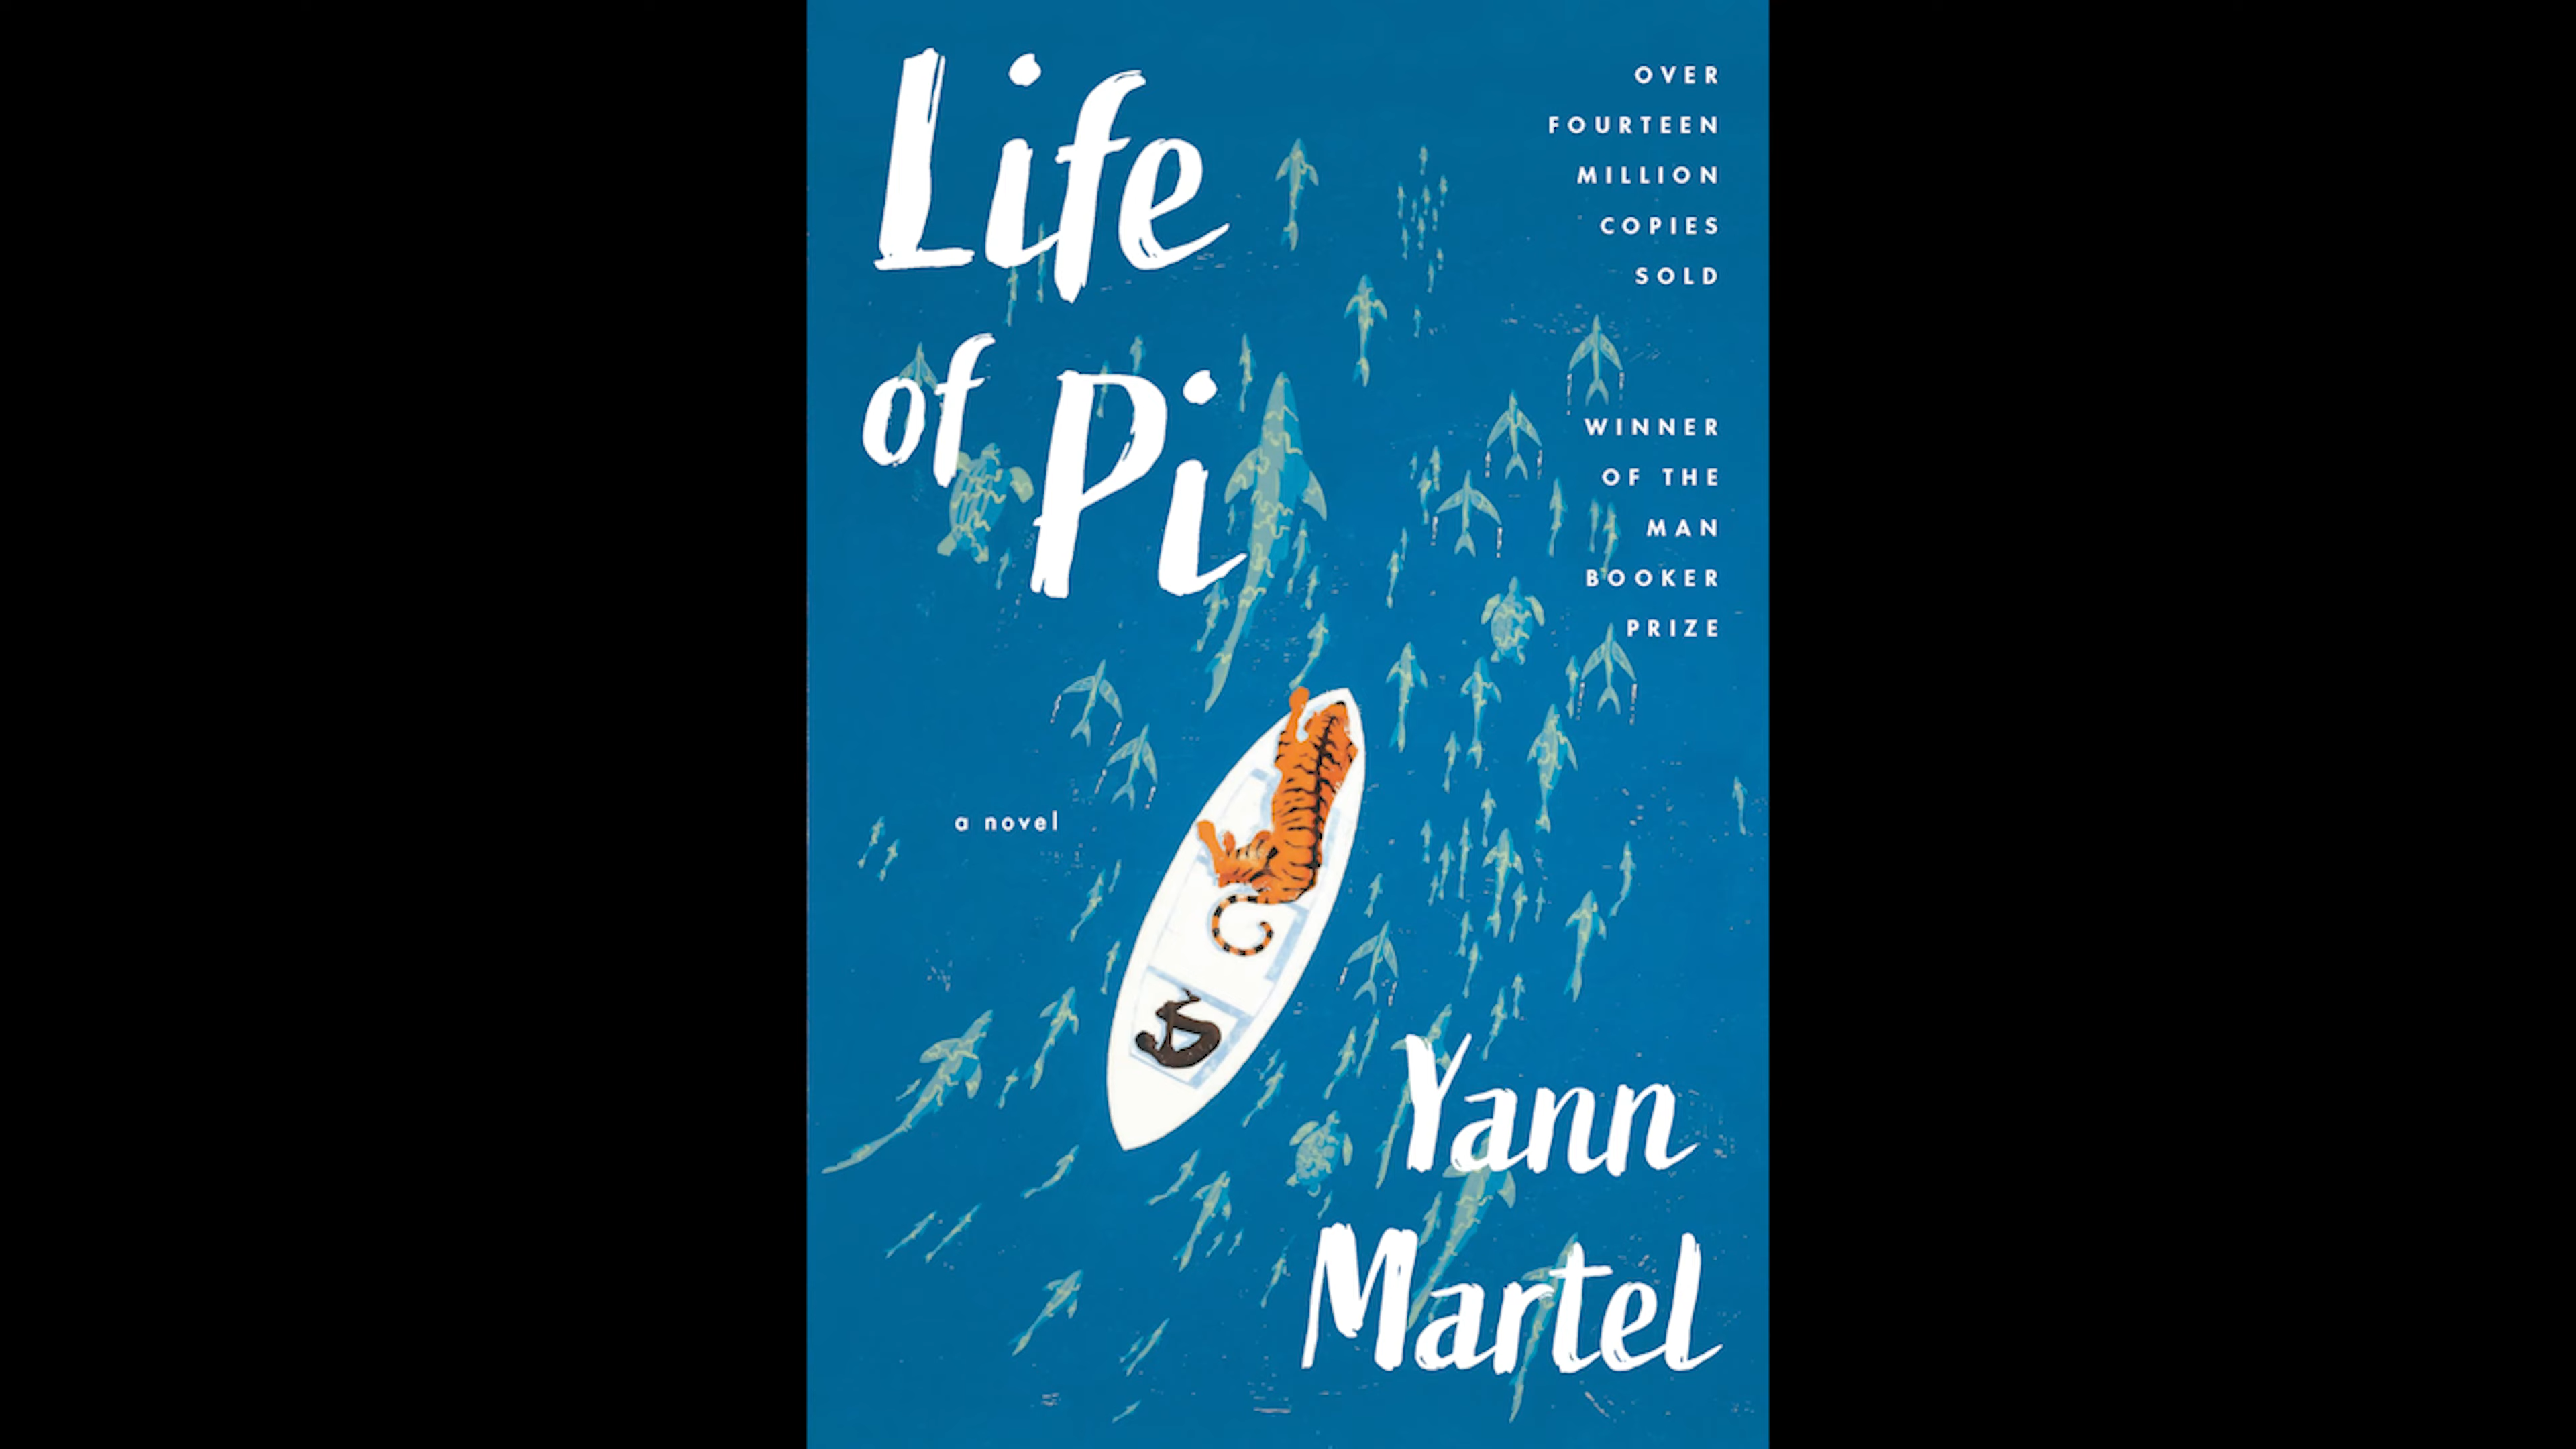 Life
of Pi
OVER
FOURTEEN
MILLION
COPIES
SOLD
WINNER
OF THE
MAN
BOOKER
PRIZE
a novel
Yann
Martel